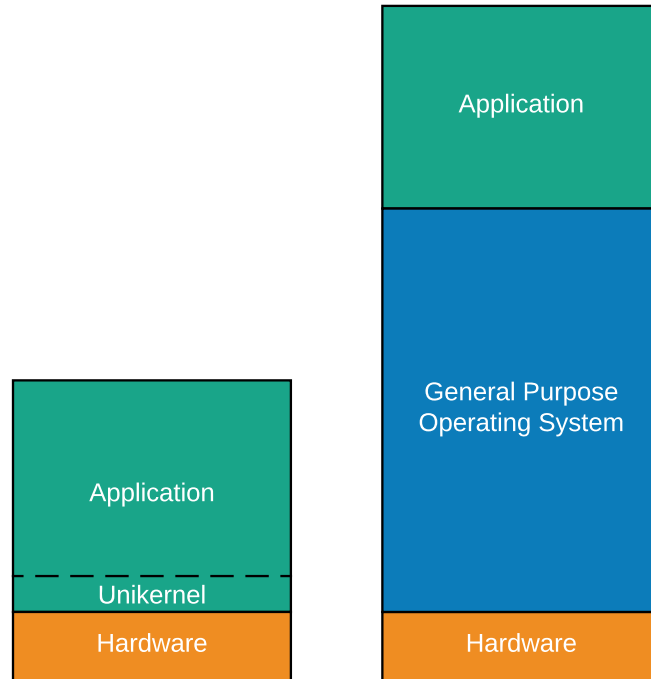 Application
Unikernel
Hardware
Application
General Purpose
Operating System
Hardware